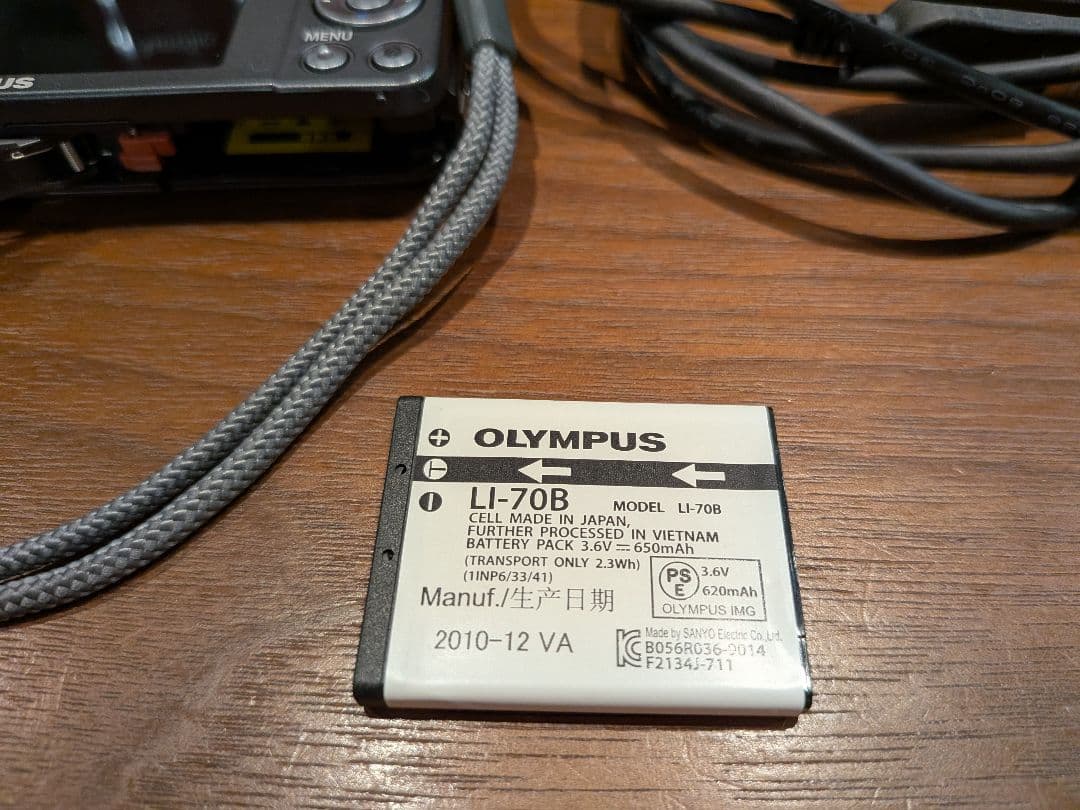 MENU
US
OLYMPUS
LI-70B
MODEL LI-70B
CELL MADE IN JAPAN,
FURTHER PROCESSED IN VIETNAM
BATTERY PACK 3.6V ⎓ 650mAh
(TRANSPORT ONLY 2.3Wh)
(1INP6/33/41)
PS
E
3.6V
620mAh
OLYMPUS IMG
Manuf./生产日期
2010-12 VA
Made by SANYO Electric Co.,Ltd.
B056R036-9014
F2134J-711